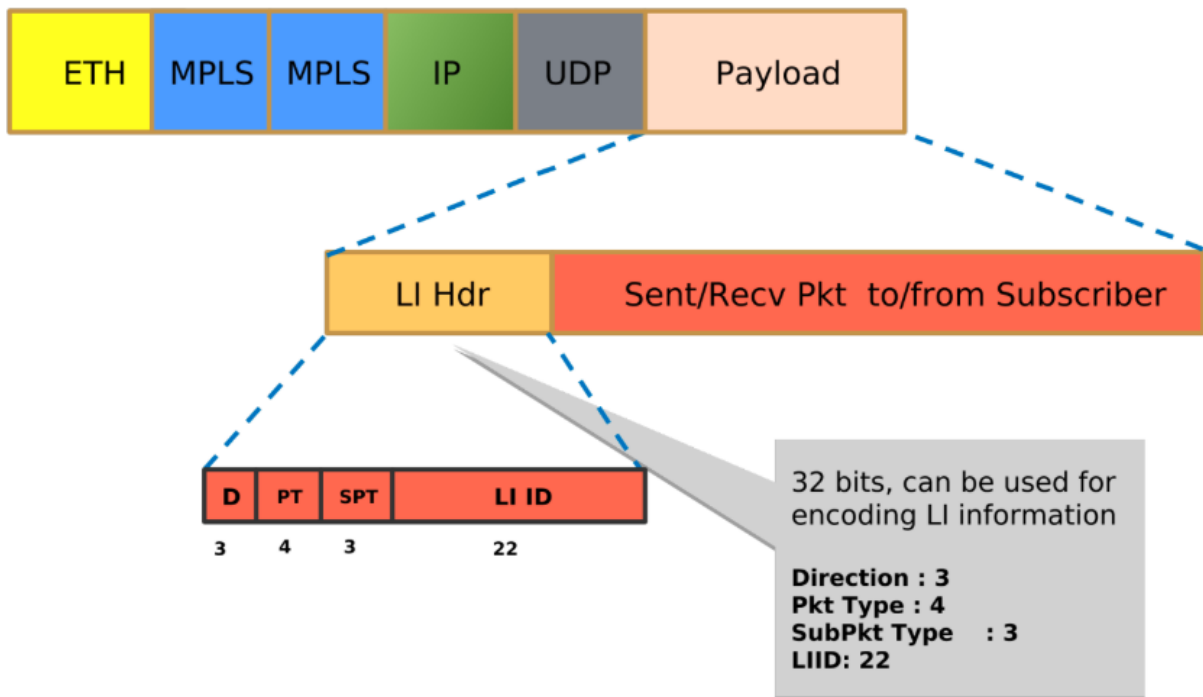 ETH MPLS MPLS IP UDP Payload
LI Hdr Sent/Recv Pkt to/from Subscriber
D PT SPT LI ID
3 4 3 22
32 bits, can be used for
encoding LI information
Direction : 3
Pkt Type : 4
SubPkt Type : 3
LIID: 22